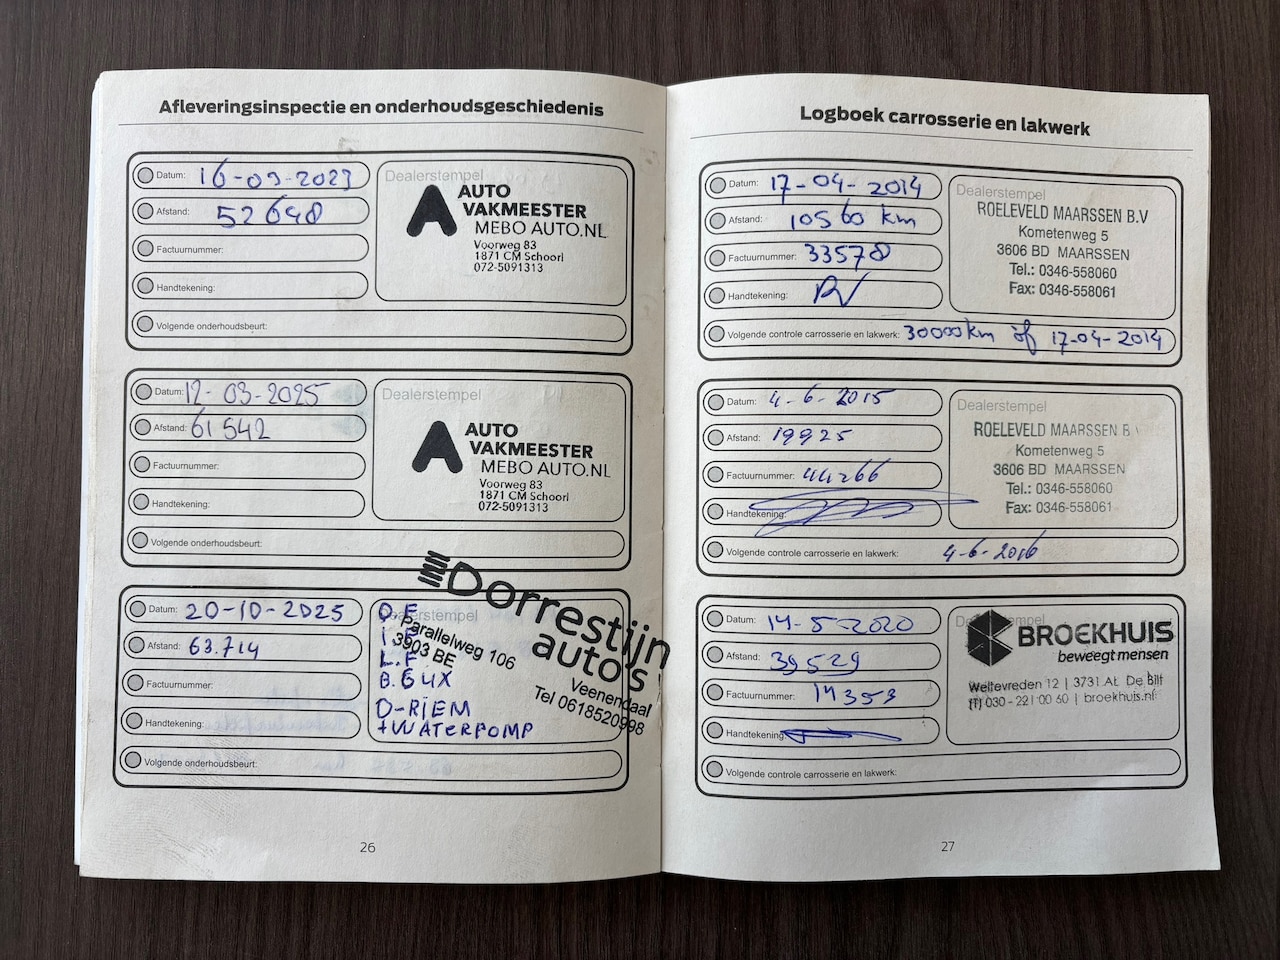 Afleveringsinspectie en onderhoudsgeschiedenis
Datum: 16-03-2023
Afstand: 52648
Factuurnummer:
Handtekening:
Volgende onderhoudsbeurt:
Dealerstempel
AUTO
VAKMEESTER
MEBO AUTO.NL
Voorweg 83
1871 CM Schoorl
072-5091313
Datum: 12-03-2025
Afstand: 61542
Factuurnummer:
Handtekening:
Volgende onderhoudsbeurt:
Dealerstempel
AUTO
VAKMEESTER
MEBO AUTO.NL
Voorweg 83
1871 CM Schoorl
072-5091313
Datum: 20-10-2025
Afstand: 63.714
Factuurnummer:
Handtekening:
Volgende onderhoudsbeurt:
Dealerstempel
Dorrestijn
auto's
Parallelweg 106
3903 BE
Veenendaal
Tel 0618520998
O.F
L.F.
B.GUX
D-RIEM
+WATERPOMP
26
Logboek carrosserie en lakwerk
Datum: 17-04-2014
Afstand: 10560 km
Factuurnummer: 33578
Handtekening:
Volgende controle carrosserie en lakwerk: 30000km òf 17-04-2014
Dealerstempel
ROELEVELD MAARSSEN B.V
Kometenweg 5
3606 BD MAARSSEN
Tel.: 0346-558060
Fax: 0346-558061
Datum: 4-6-2015
Afstand: 19925
Factuurnummer: 44266
Handtekening:
Volgende controle carrosserie en lakwerk: 4-6-2016
Dealerstempel
ROELEVELD MAARSSEN B
Kometenweg 5
3606 BD MAARSSEN
Tel.: 0346-558060
Fax: 0346-558061
Datum: 14-5-2020
Afstand: 39529
Factuurnummer: 14353
Handtekening:
Volgende controle carrosserie en lakwerk:
Dealerstempel
BROEKHUIS
beweegt mensen
Weltevreden 12 | 3731 AL De Bilt
(T) 030 - 221 00 60 | broekhuis.nl
27